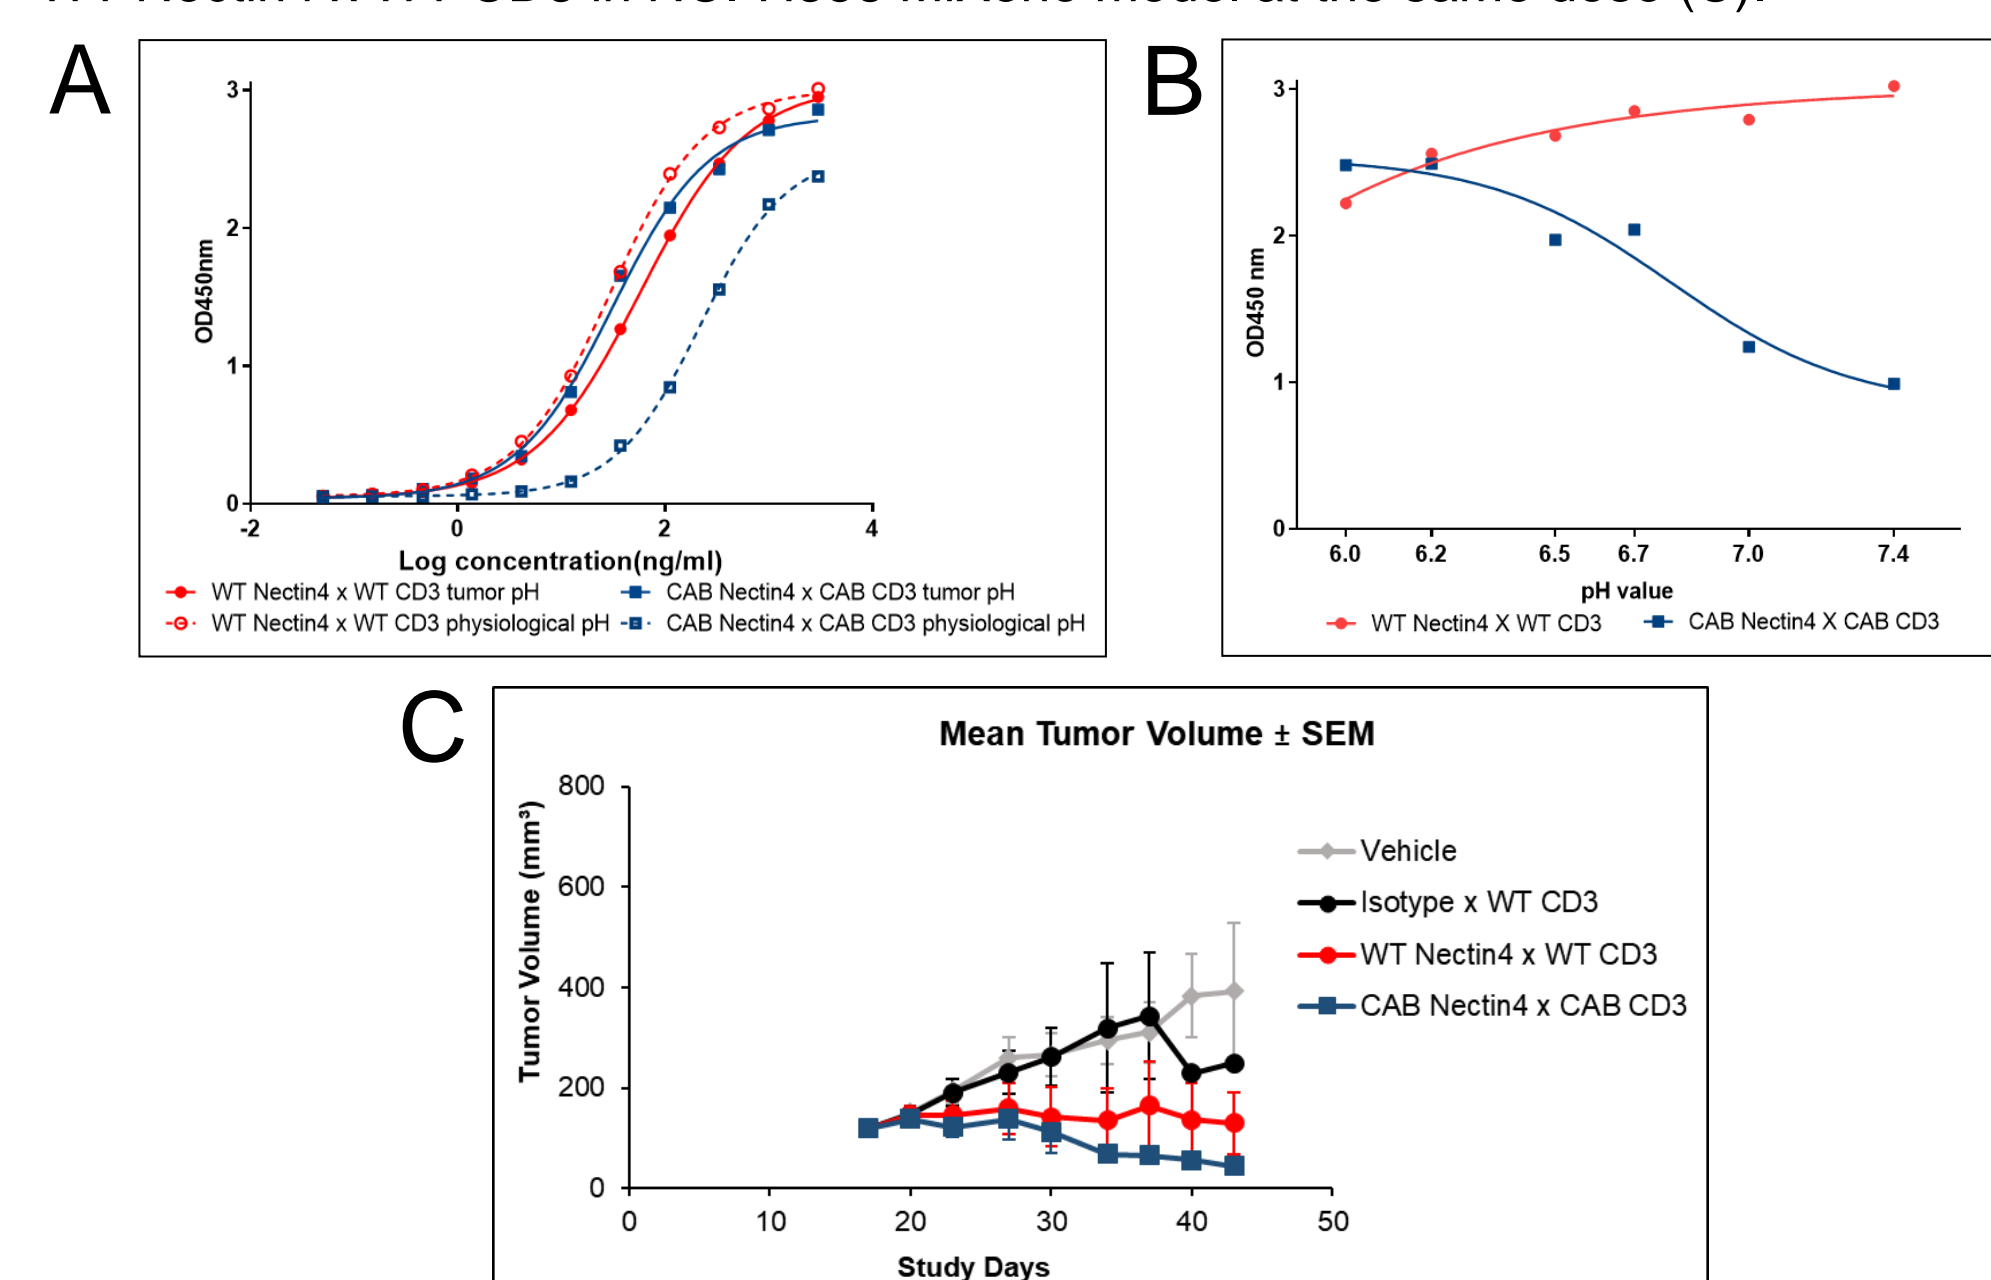 A
B
3
2
1
0
-2
0
2
4
OD450nm
Log concentration(ng/ml)
WT Nectin4 x WT CD3 tumor pH
CAB Nectin4 x CAB CD3 tumor pH
WT Nectin4 x WT CD3 physiological pH
CAB Nectin4 x CAB CD3 physiological pH
3
2
1
0
6.0
6.2
6.5
6.7
7.0
7.4
OD450 nm
pH value
WT Nectin4 X WT CD3
CAB Nectin4 X CAB CD3
C
Mean Tumor Volume ± SEM
800
600
400
200
0
Tumor Volume (mm³)
0
10
20
30
40
50
Study Days
Vehicle
Isotype x WT CD3
WT Nectin4 x WT CD3
CAB Nectin4 x CAB CD3